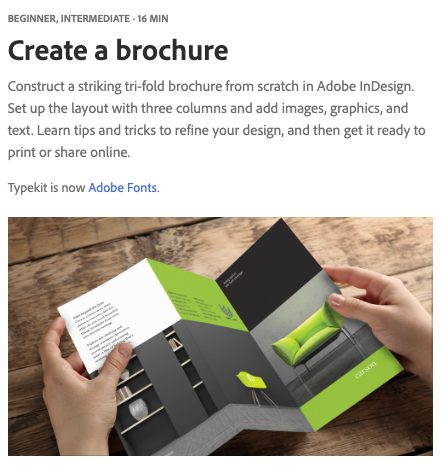 BEGINNER, INTERMEDIATE · 16 MIN
Create a brochure
Construct a striking tri-fold brochure from scratch in Adobe InDesign.
Set up the layout with three columns and add images, graphics, and
text. Learn tips and tricks to refine your design, and then get it ready to
print or share online.
Typekit is now Adobe Fonts.
carson